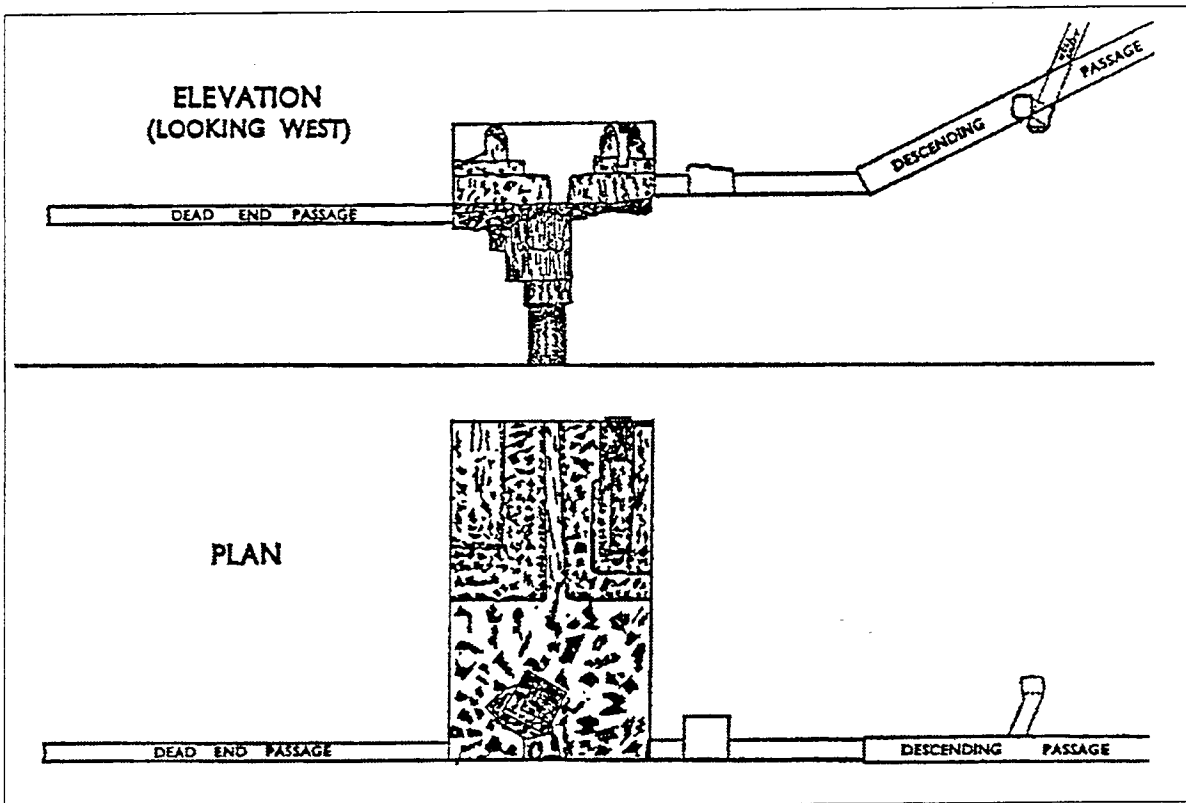 ELEVATION
(LOOKING WEST)
DEAD END PASSAGE
DESCENDING PASSAGE
PLAN
DEAD END PASSAGE
DESCENDING PASSAGE